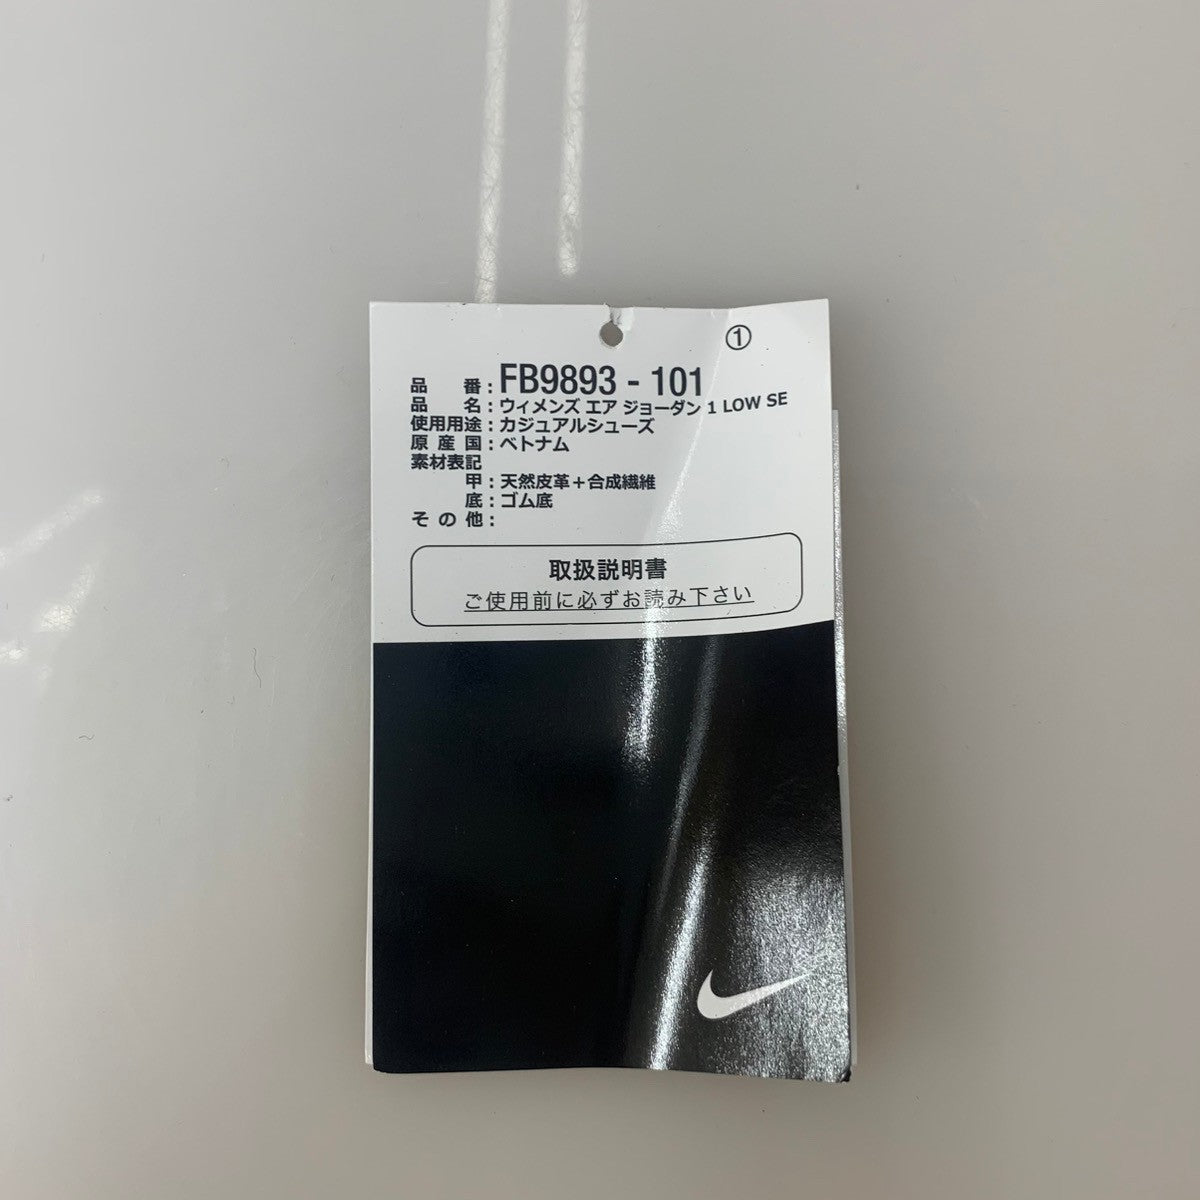 ①
品 番 : FB9893 - 101
品 名 : ウィメンズ エア ジョーダン 1 LOW SE
使用用途 : カジュアルシューズ
原 産 国 : ベトナム
素材表記
甲 : 天然皮革+合成繊維
底 : ゴム底
そ の 他 :
取扱説明書
ご使用前に必ずお読み下さい